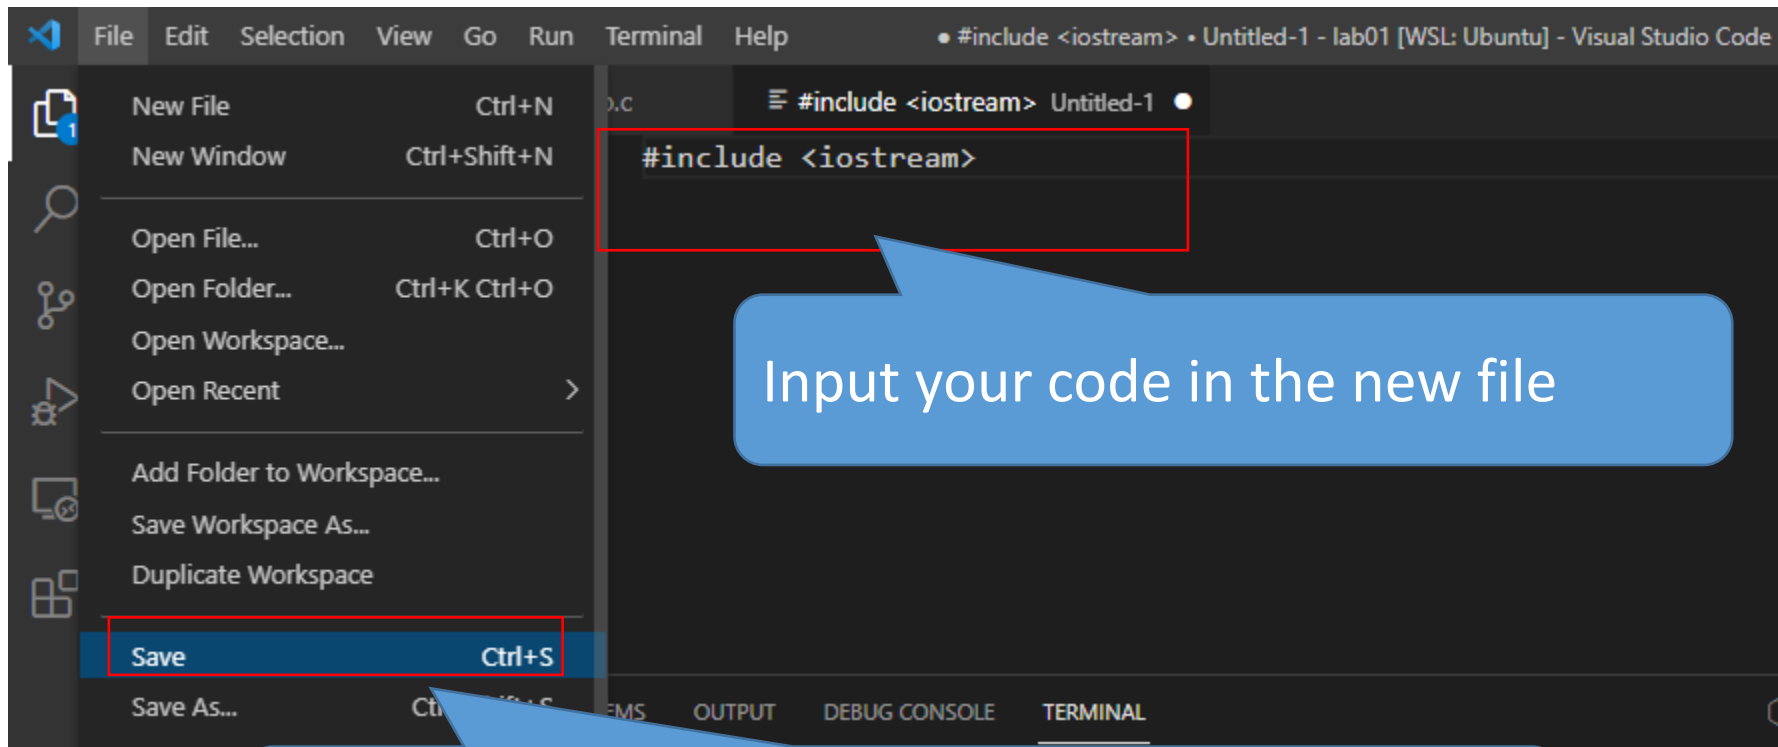 File Edit Selection View Go Run Terminal Help ● #include <iostream> • Untitled-1 - lab01 [WSL: Ubuntu] - Visual Studio Code
.c ≡ #include <iostream> Untitled-1 ●
1
New File Ctrl+N
New Window Ctrl+Shift+N
Open File... Ctrl+O
Open Folder... Ctrl+K Ctrl+O
Open Workspace...
Open Recent >
Add Folder to Workspace...
Save Workspace As...
Duplicate Workspace
Save Ctrl+S
Save As...
#include <iostream>
Input your code in the new file
EMS OUTPUT DEBUG CONSOLE TERMINAL